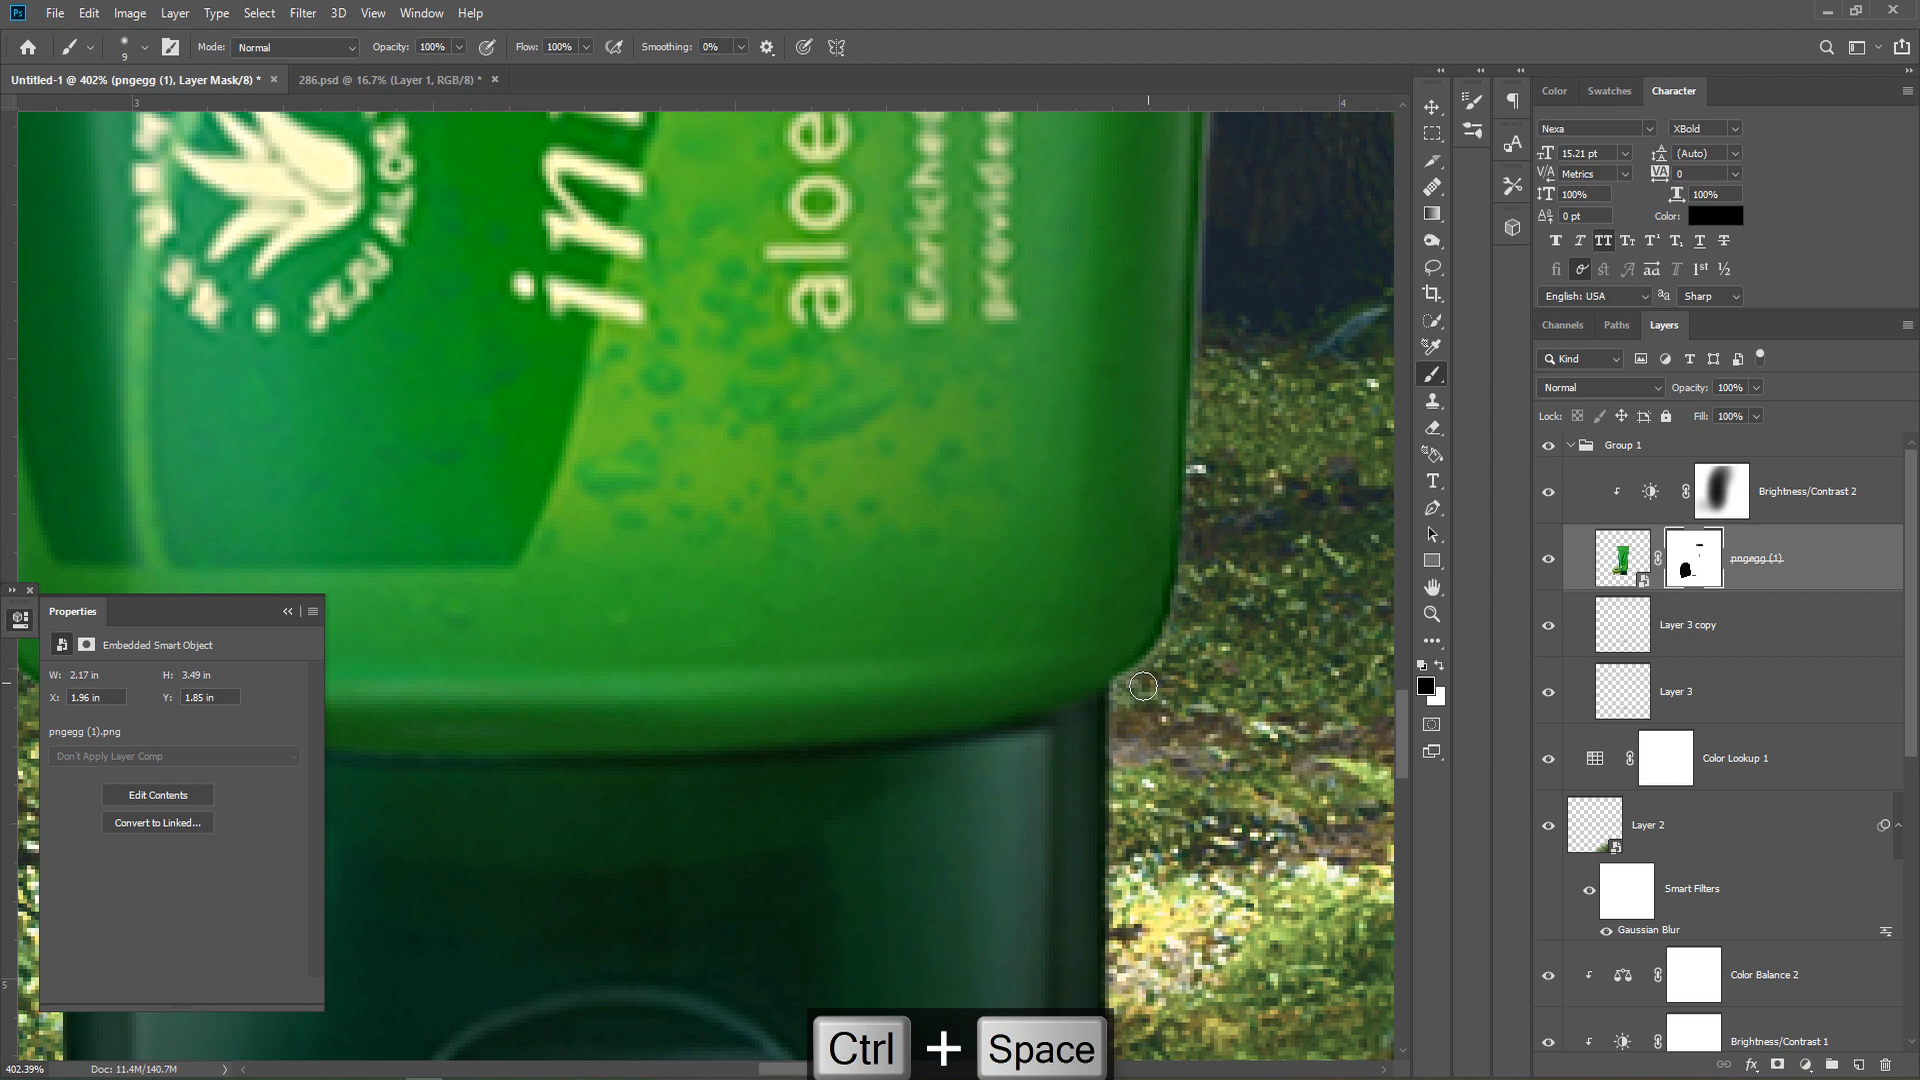 Ps File Edit Image Layer Type Select Filter 3D View Window Help
9 Mode: Normal Opacity: 100% Flow: 100% Smoothing: 0%
Untitled-1 @ 402% (pngegg (1), Layer Mask/8) * × 286.psd @ 16.7% (Layer 1, RGB/8) * ×
3 4
aloe
Properties
Embedded Smart Object
W: 2.17 in H: 3.49 in
X: 1.96 in Y: 1.85 in
pngegg (1).png
Don't Apply Layer Comp
Edit Contents
Convert to Linked...
5
Ctrl + Space
402.39% Doc: 11.4M/140.7M
Color Swatches Character
Nexa XBold
15.21 pt (Auto)
Metrics 0
100% 100%
0 pt Color:
English: USA Sharp
Channels Paths Layers
Kind
Normal Opacity: 100%
Lock: Fill: 100%
Group 1
Brightness/Contrast 2
pngegg (1)
Layer 3 copy
Layer 3
Color Lookup 1
Layer 2
Smart Filters
Gaussian Blur
Color Balance 2
Brightness/Contrast 1